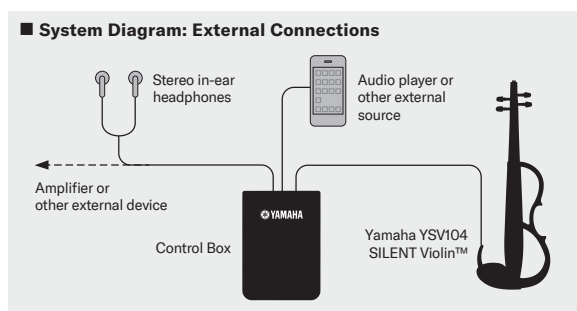 ■ System Diagram: External Connections
Stereo in-ear
headphones
Audio player or
other external
source
Amplifier or
other external device
YAMAHA
Control Box
Yamaha YSV104
SILENT Violin™